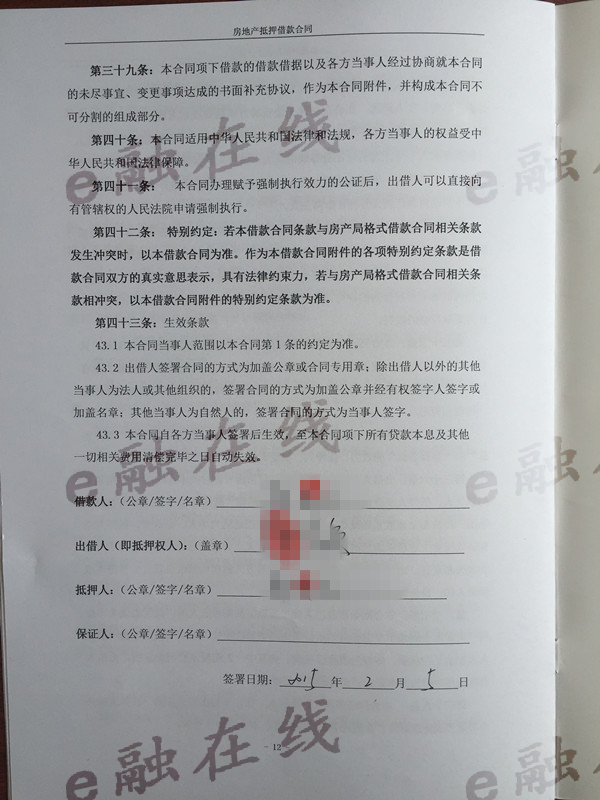 房地产抵押借款合同
第三十九条：本合同项下借款的借款借据以及各方当事人经过协商就本合同
的未尽事宜、变更事项达成的书面补充协议，作为本合同附件，并构成本合同不
可分割的组成部分。
第四十条：本合同适用中华人民共和国法律和法规，各方当事人的权益受中
华人民共和国法律保障。
第四十一条： 本合同办理赋予强制执行效力的公证后，出借人可以直接向
有管辖权的人民法院申请强制执行。
第四十二条： 特别约定：若本借款合同条款与房产局格式借款合同相关条款
发生冲突时，以本借款合同为准。作为本借款合同附件的各项特别约定条款是借
款合同双方的真实意思表示，具有法律约束力，若与房产局格式借款合同相关条
款相冲突，以本借款合同附件的特别约定条款为准。
第四十三条：生效条款
43.1 本合同当事人范围以本合同第 1 条的约定为准。
43.2 出借人签署合同的方式为加盖公章或合同专用章；除出借人以外的其他
当事人为法人或其他组织的，签署合同的方式为加盖公章并经有权签字人签字或
加盖名章；其他当事人为自然人的，签署合同的方式为当事人签字。
43.3 本合同自各方当事人签署后生效，至本合同项下所有贷款本息及其他
一切相关费用清偿完毕之日自动失效。
借款人：（公章/签字/名章）
出借人（即抵押权人）：（盖章）
抵押人：（公章/签字/名章）
保证人：（公章/签字/名章）
签署日期： 2015 年 2 月 5 日
- 12 -
e融在线
e融在线
e融在线
e融
e融
e融